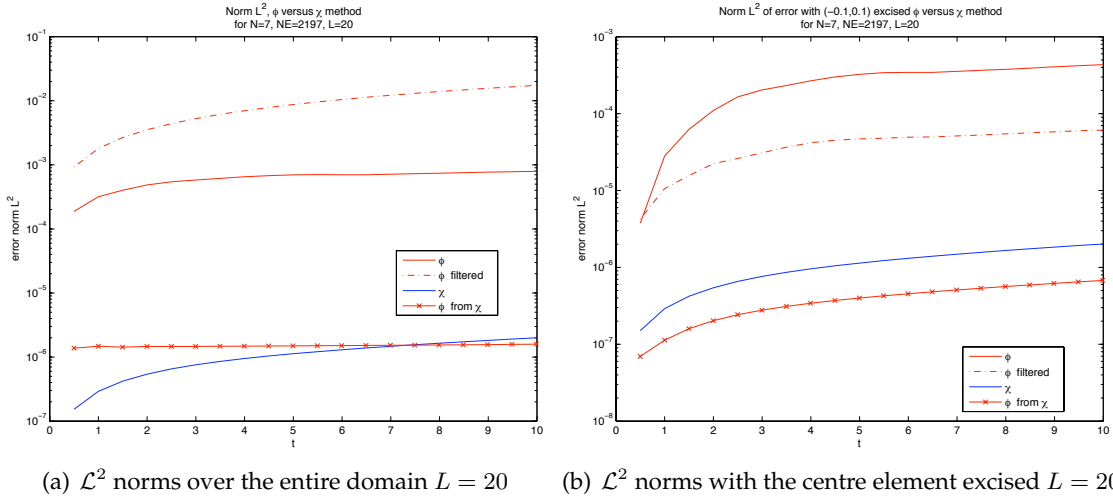 Norm L², ϕ versus χ method
for N=7, NE=2197, L=20
10⁻¹
10⁻²
10⁻³
10⁻⁴
10⁻⁵
10⁻⁶
10⁻⁷
error norm L²
0 1 2 3 4 5 6 7 8 9 10
t
ϕ
ϕ filtered
χ
ϕ from χ
(a) ℒ² norms over the entire domain L = 20
Norm L² of error with (−0.1,0.1) excised ϕ versus χ method
for N=7, NE=2197, L=20
10⁻³
10⁻⁴
10⁻⁵
10⁻⁶
10⁻⁷
10⁻⁸
error norm L²
0 1 2 3 4 5 6 7 8 9 10
t
ϕ
ϕ filtered
χ
ϕ from χ
(b) ℒ² norms with the centre element excised L = 20